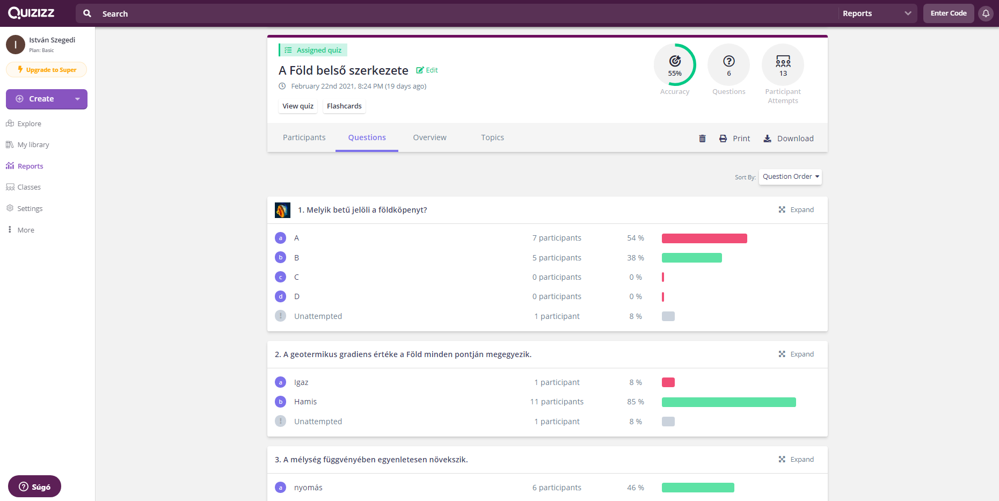 QUIZIZZ
Search
Reports
Enter Code
I
István Szegedi
Plan: Basic
Upgrade to Super
Create
Explore
My library
Reports
Classes
Settings
More
Súgó
Assigned quiz
A Föld belső szerkezete
Edit
February 22nd 2021, 8:24 PM (19 days ago)
View quiz
Flashcards
55%
Accuracy
6
Questions
13
Participant
Attempts
Participants
Questions
Overview
Topics
Print
Download
Sort By:
Question Order
1. Melyik betű jelöli a földköpenyt?
Expand
a A 7 participants 54 %
b B 5 participants 38 %
c C 0 participants 0 %
d D 0 participants 0 %
! Unattempted 1 participant 8 %
2. A geotermikus gradiens értéke a Föld minden pontján megegyezik.
Expand
a Igaz 1 participant 8 %
b Hamis 11 participants 85 %
! Unattempted 1 participant 8 %
3. A mélység függvényében egyenletesen növekszik.
Expand
a nyomás 6 participants 46 %